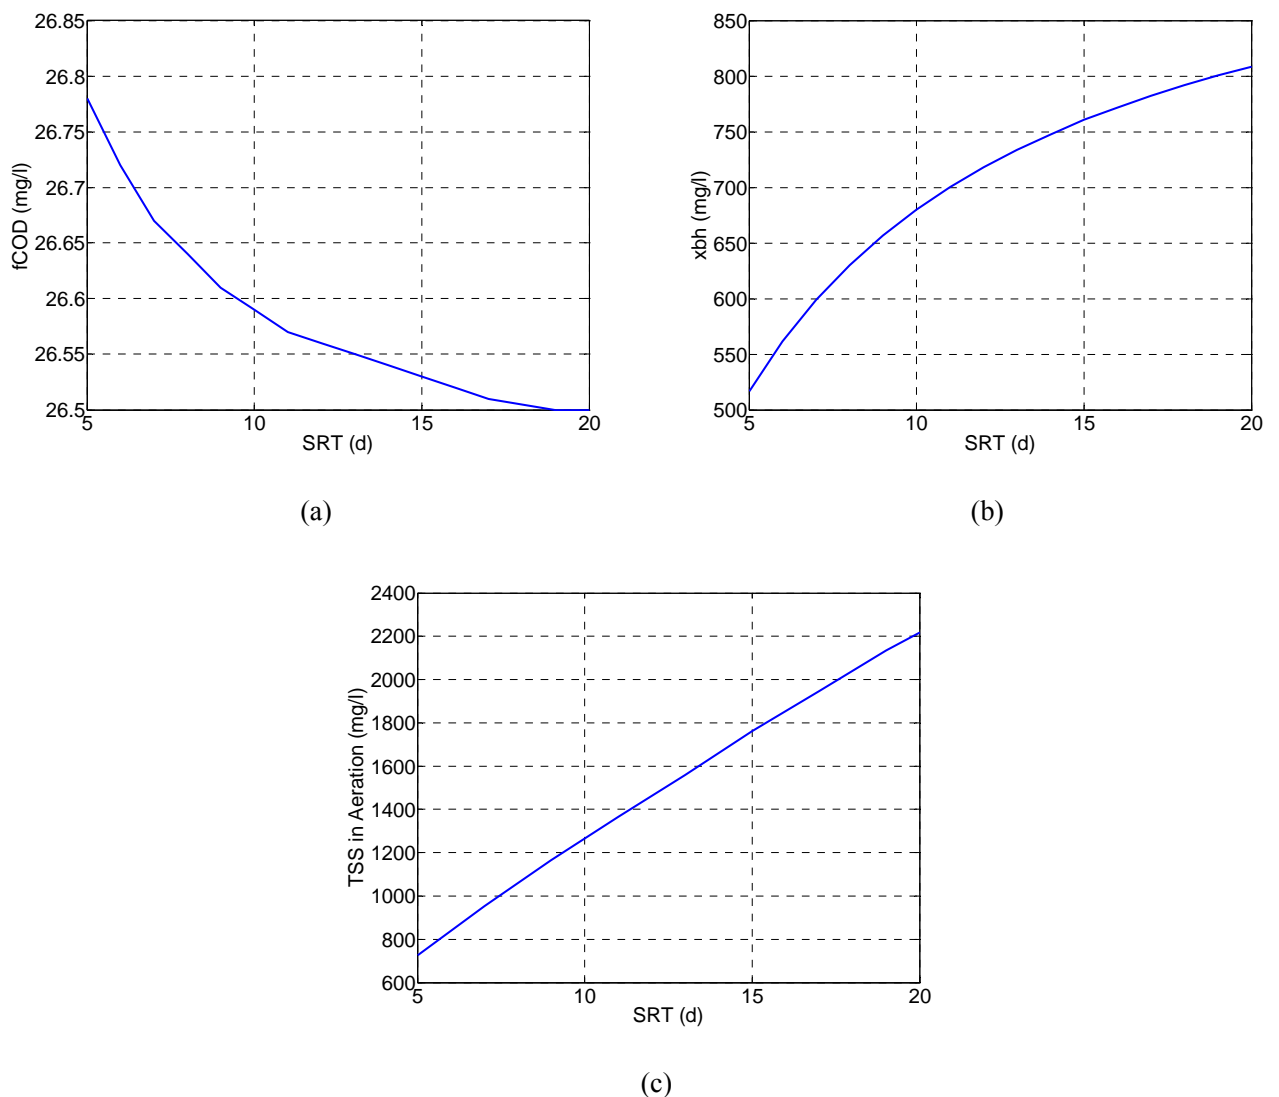 26.85
26.8
26.75
26.7
26.65
26.6
26.55
26.5
fCOD (mg/l)
5 10 15 20
SRT (d)
(a)
850
800
750
700
650
600
550
500
xbh (mg/l)
5 10 15 20
SRT (d)
(b)
2400
2200
2000
1800
1600
1400
1200
1000
800
600
TSS in Aeration (mg/l)
5 10 15 20
SRT (d)
(c)